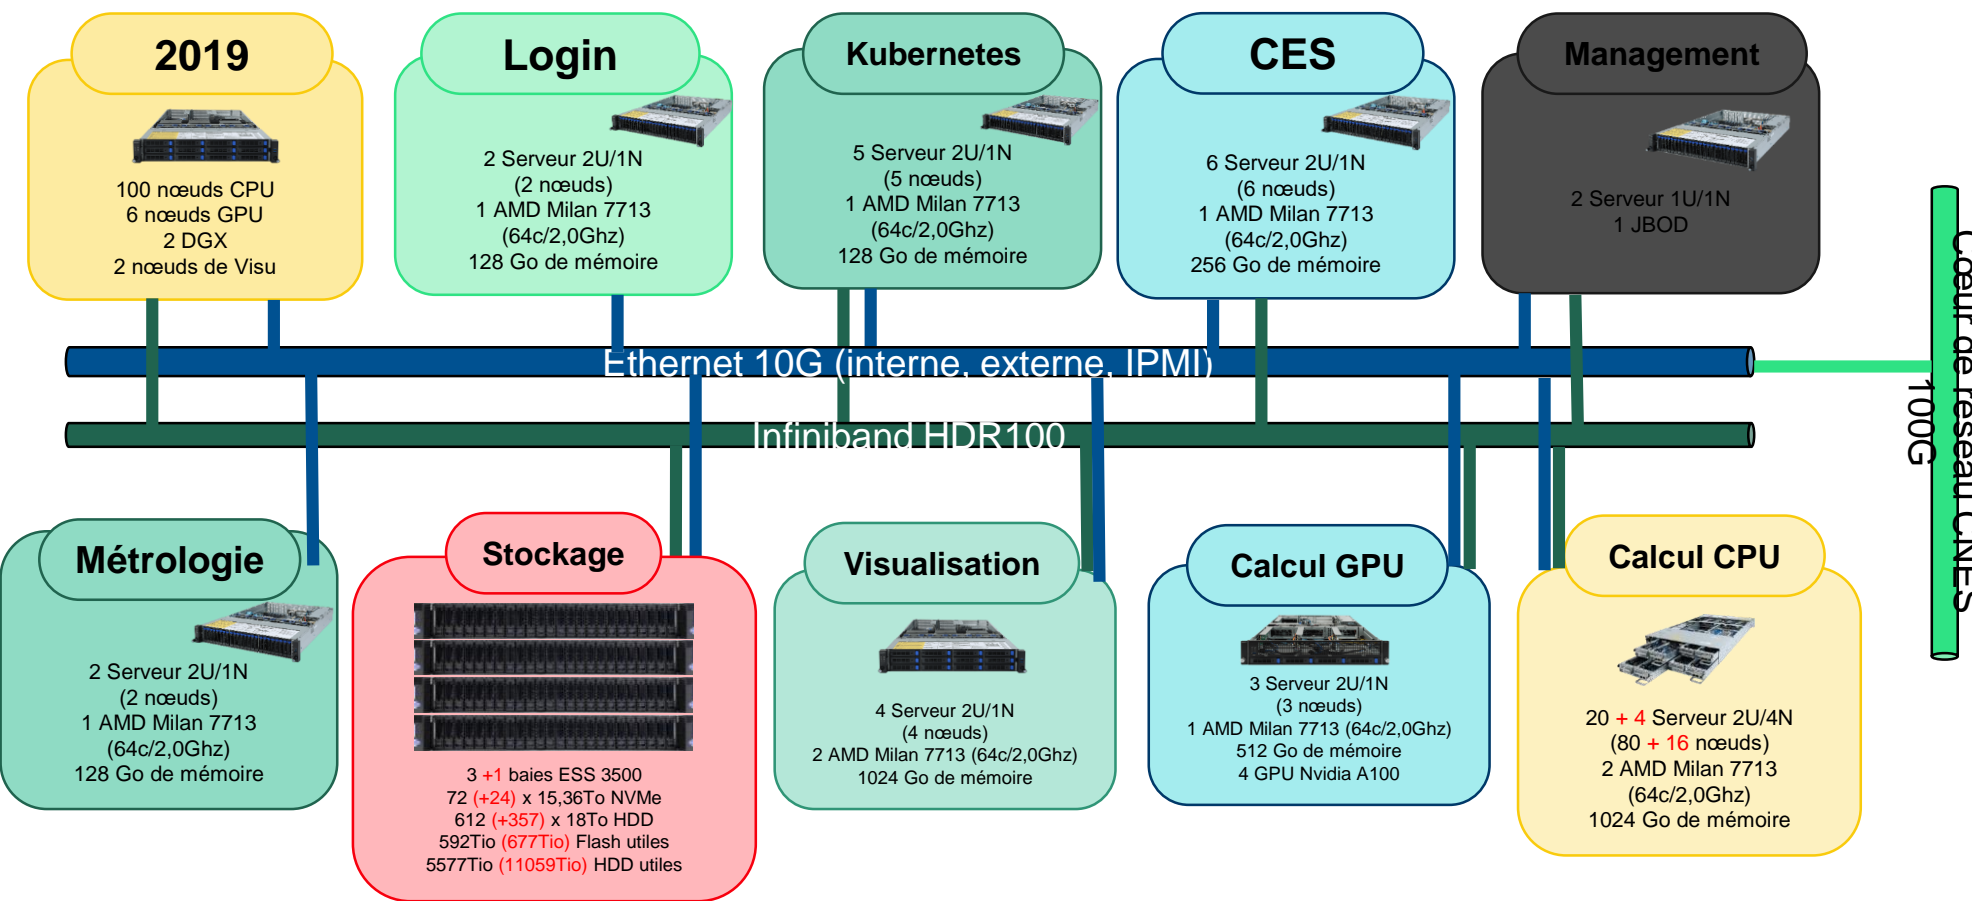 2019
100 nœuds CPU
6 nœuds GPU
2 DGX
2 nœuds de Visu
Login
2 Serveur 2U/1N
(2 nœuds)
1 AMD Milan 7713
(64c/2,0Ghz)
128 Go de mémoire
Kubernetes
5 Serveur 2U/1N
(5 nœuds)
1 AMD Milan 7713
(64c/2,0Ghz)
128 Go de mémoire
CES
6 Serveur 2U/1N
(6 nœuds)
1 AMD Milan 7713
(64c/2,0Ghz)
256 Go de mémoire
Management
2 Serveur 1U/1N
1 JBOD
Ethernet 10G (interne, externe, IPMI)
Infiniband HDR100
Cœur de réseau CNES
100G
Métrologie
2 Serveur 2U/1N
(2 nœuds)
1 AMD Milan 7713
(64c/2,0Ghz)
128 Go de mémoire
Stockage
3 +1 baies ESS 3500
72 (+24) x 15,36To NVMe
612 (+357) x 18To HDD
592Tio (677Tio) Flash utiles
5577Tio (11059Tio) HDD utiles
Visualisation
4 Serveur 2U/1N
(4 nœuds)
2 AMD Milan 7713 (64c/2,0Ghz)
1024 Go de mémoire
Calcul GPU
3 Serveur 2U/1N
(3 nœuds)
1 AMD Milan 7713 (64c/2,0Ghz)
512 Go de mémoire
4 GPU Nvidia A100
Calcul CPU
20 + 4 Serveur 2U/4N
(80 + 16 nœuds)
2 AMD Milan 7713
(64c/2,0Ghz)
1024 Go de mémoire